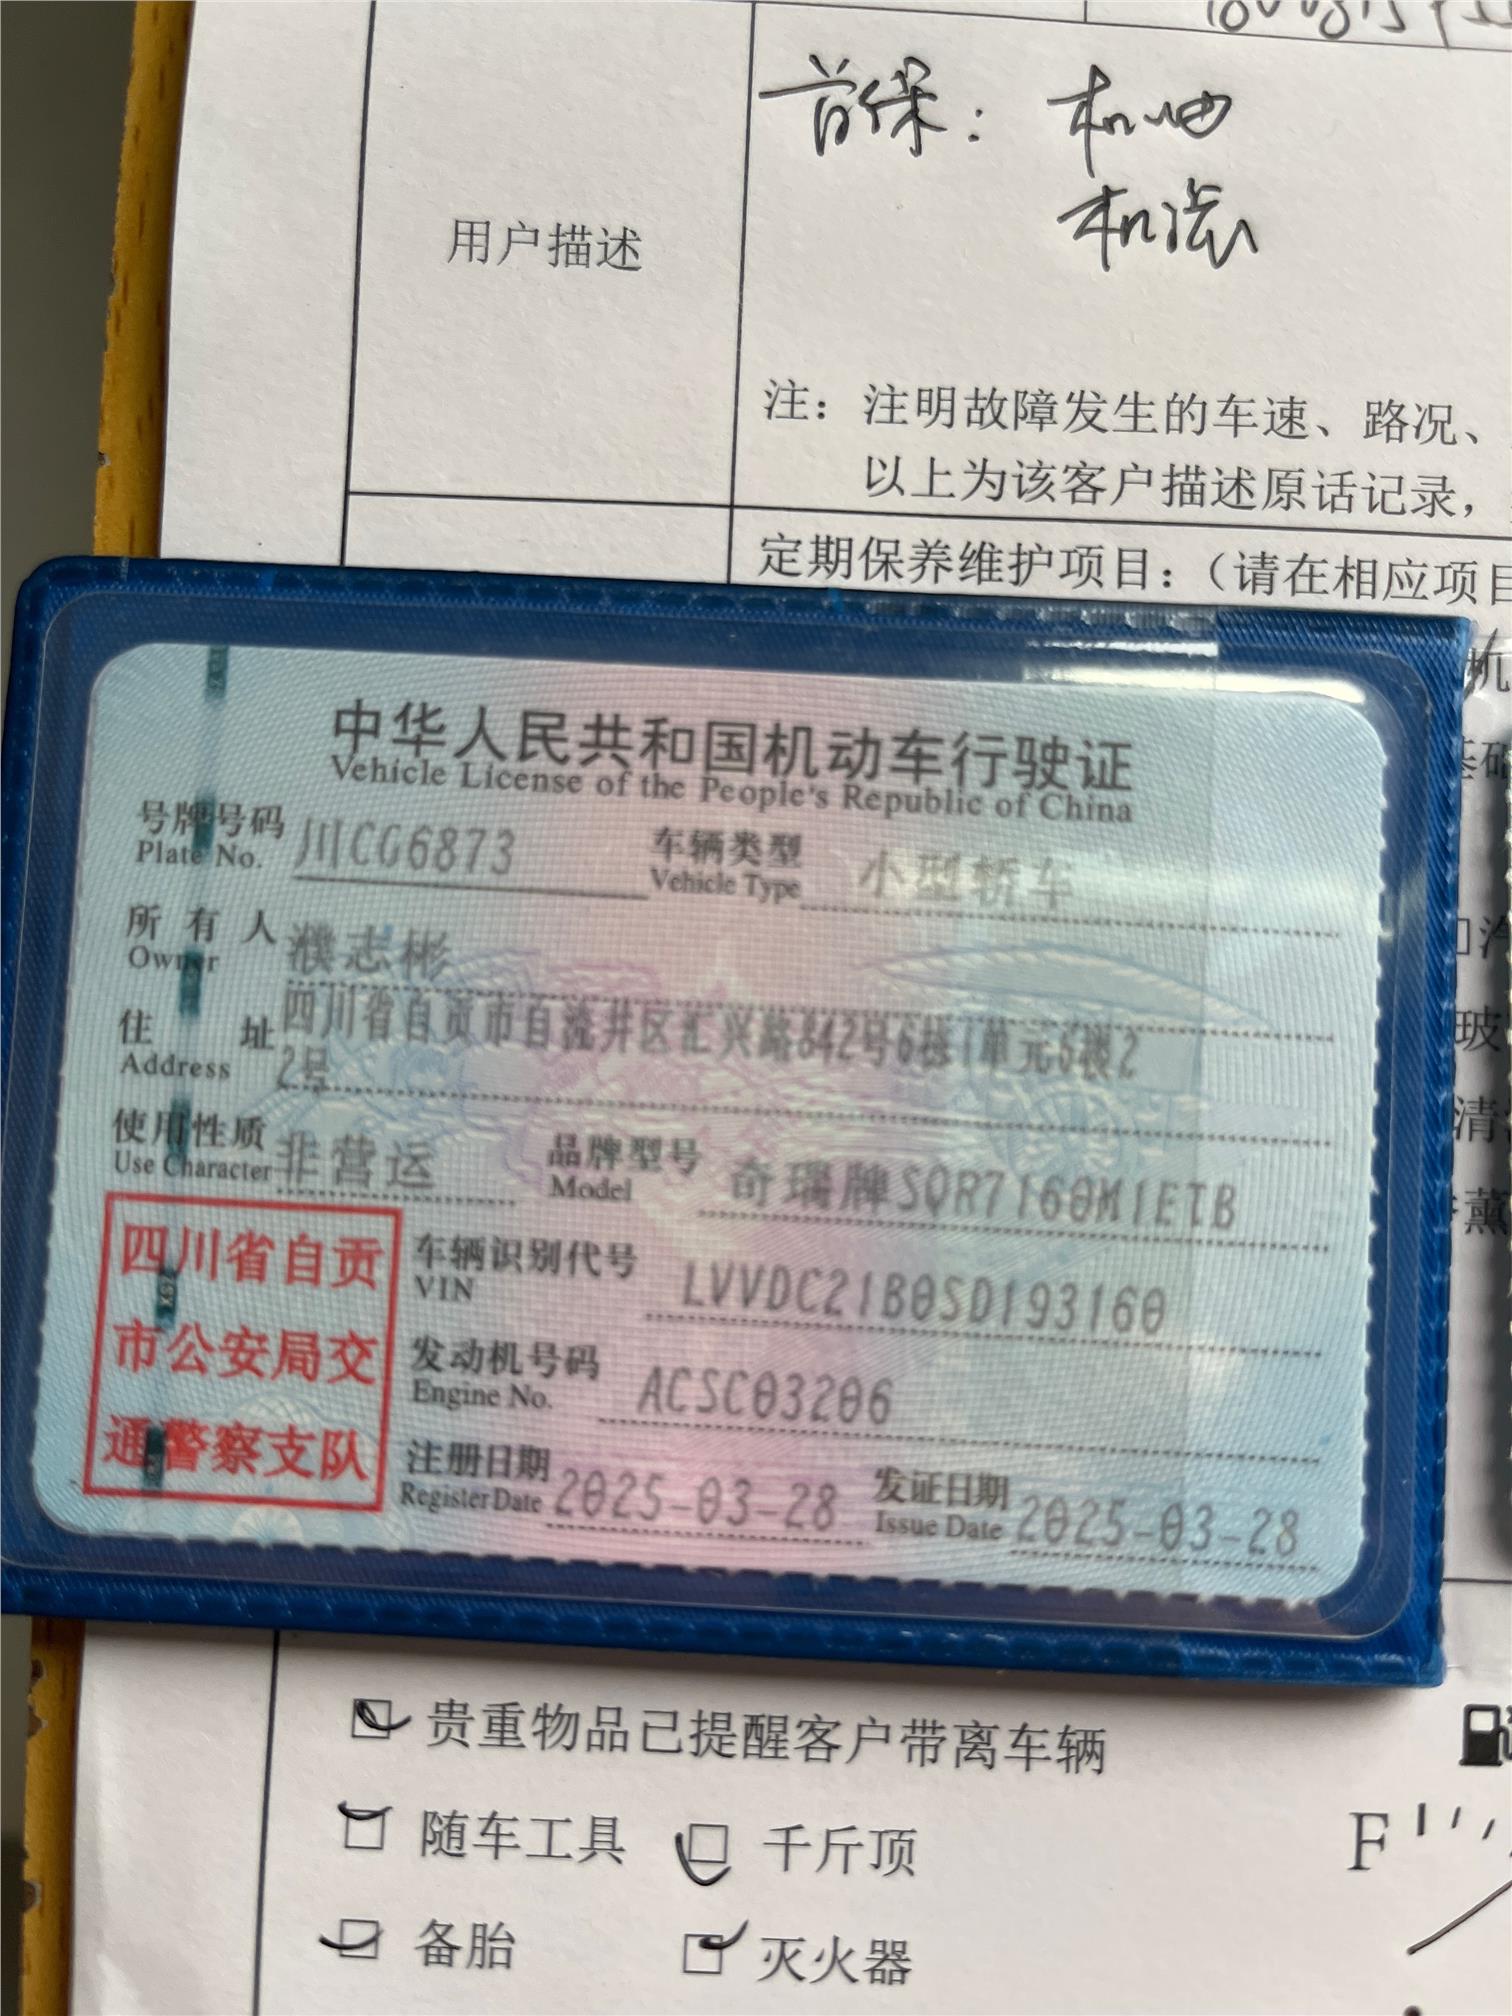 首保：机油
机滤
用户描述
注：注明故障发生的车速、路况、
以上为该客户描述原话记录，
定期保养维护项目：（请在相应项目
中华人民共和国机动车行驶证
Vehicle License of the People's Republic of China
号牌号码 川CG6873 车辆类型 小型轿车
Plate No. Vehicle Type
所有人 濮志彬
Owner
住址 四川省自贡市自流井区汇兴路642号6栋1单元6楼2
Address 2号
使用性质 非营运 品牌型号 奇瑞牌SQR7160M1ETB
Use Character Model
四川省自贡
市公安局交
通警察支队
车辆识别代号 LVVDC21B0SD193160
VIN
发动机号码 ACSC03206
Engine No.
注册日期 2025-03-28 发证日期 2025-03-28
Register Date Issue Date
机
玻
清
薰
贵重物品已提醒客户带离车辆
随车工具 千斤顶
F
备胎 灭火器